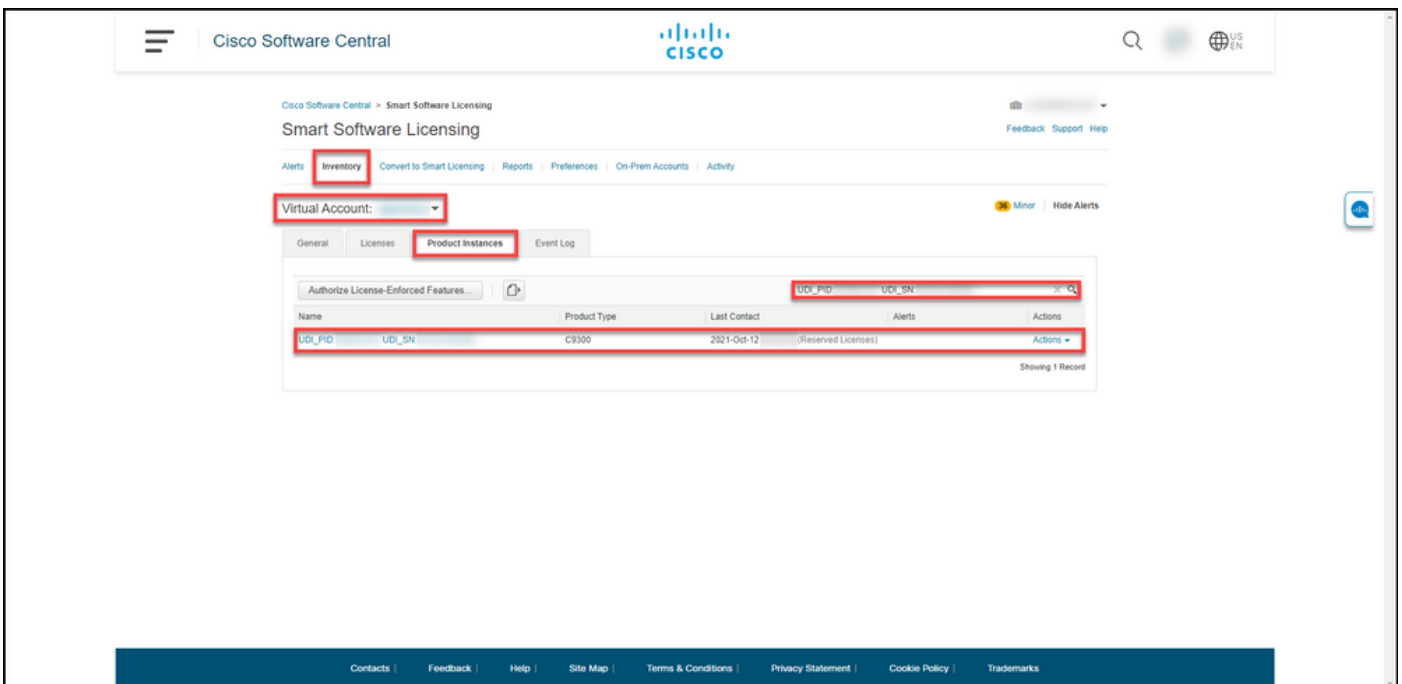 Cisco Software Central
CISCO
US
EN
Cisco Software Central > Smart Software Licensing
Smart Software Licensing
Feedback Support Help
Alerts Inventory Convert to Smart Licensing | Reports | Preferences | On-Prem Accounts | Activity
Virtual Account:
36 Minor | Hide Alerts
General Licenses Product Instances Event Log
Authorize License-Enforced Features...
UDI_PID: UDI_SN:
Name Product Type Last Contact Alerts Actions
UDI_PID: UDI_SN: C9300 2021-Oct-12 (Reserved Licenses) Actions
Showing 1 Record
Contacts | Feedback | Help | Site Map | Terms & Conditions | Privacy Statement | Cookie Policy | Trademarks